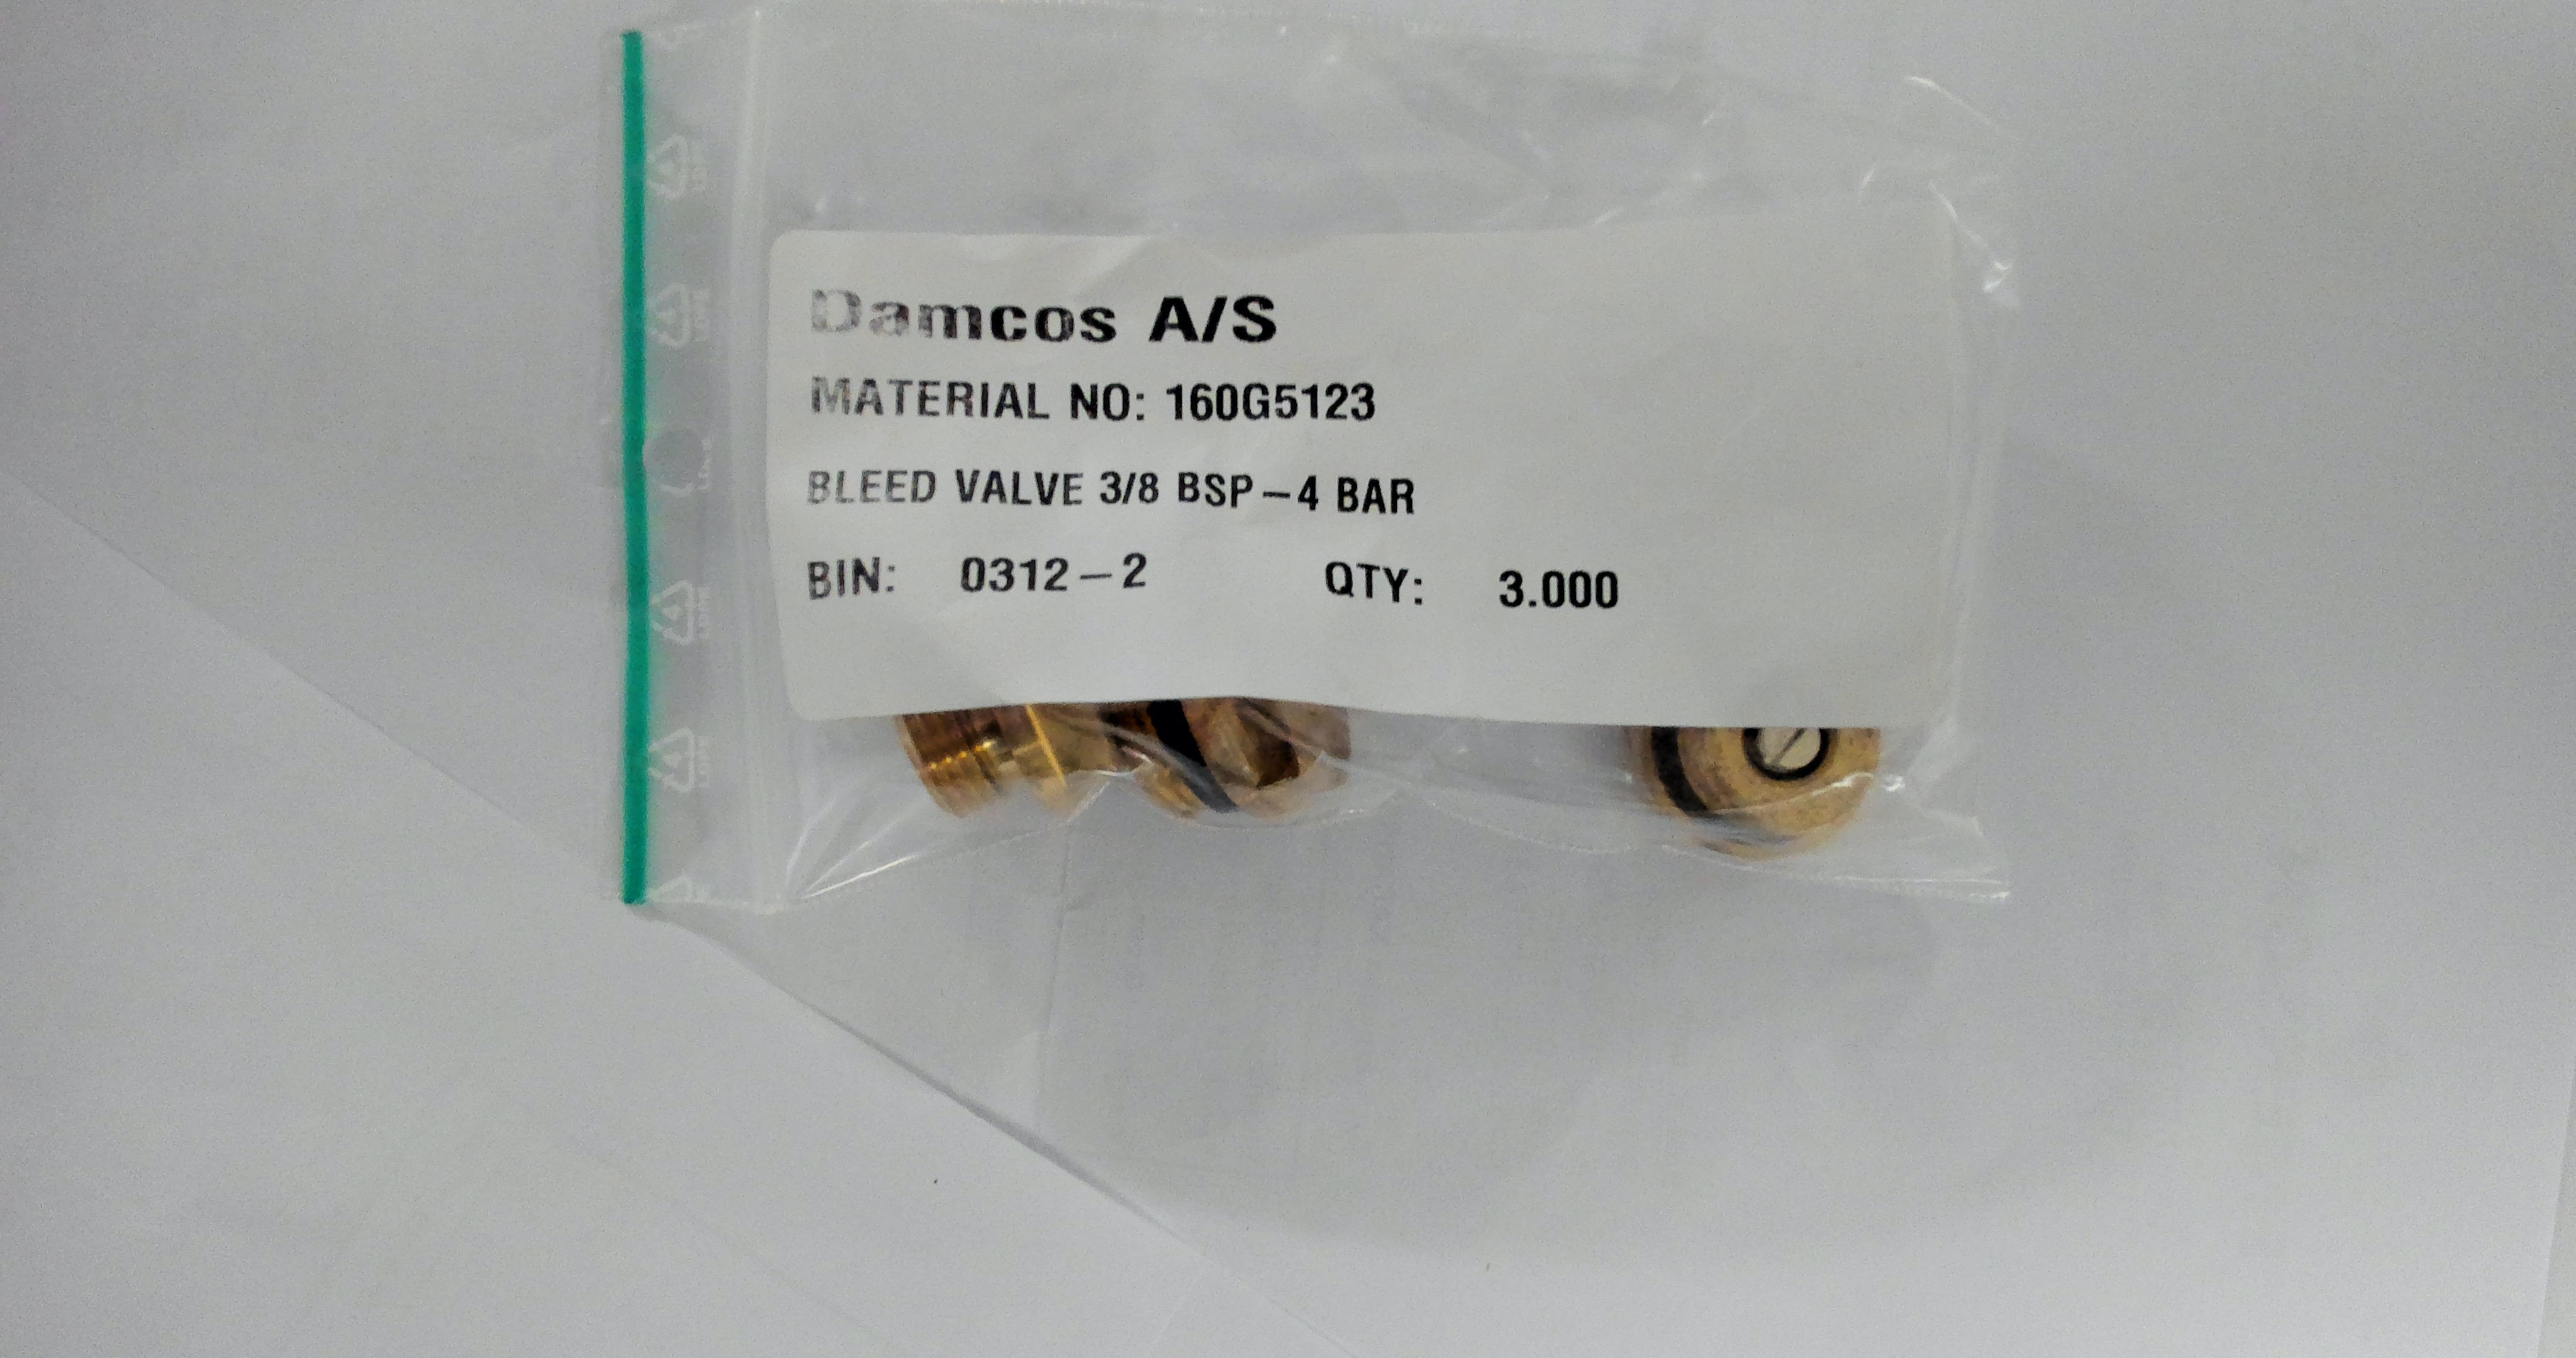 Damcos A/S
MATERIAL NO: 160G5123
BLEED VALVE 3/8 BSP-4 BAR
BIN: 0312-2 QTY: 3.000